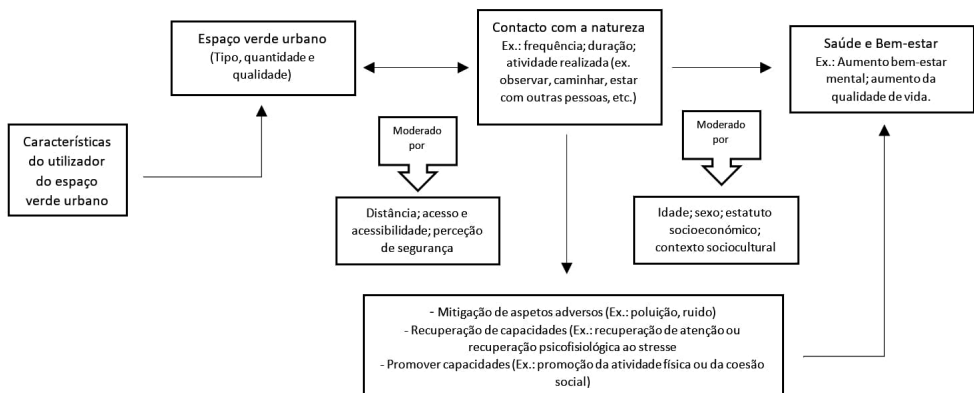 Espaço verde urbano
(Tipo, quantidade e
qualidade)
Contacto com a natureza
Ex.: frequência; duração;
atividade realizada (ex.
observar, caminhar, estar
com outras pessoas, etc.)
Saúde e Bem-estar
Ex.: Aumento bem-estar
mental; aumento da
qualidade de vida.
Características
do utilizador
do espaço
verde urbano
Moderado
por
Moderado
por
Distância; acesso e
acessibilidade; perceção
de segurança
Idade; sexo; estatuto
socioeconómico;
contexto sociocultural
- Mitigação de aspetos adversos (Ex.: poluição, ruido)
- Recuperação de capacidades (Ex.: recuperação de atenção ou
recuperação psicofisiológica ao stresse
- Promover capacidades (Ex.: promoção da atividade física ou da coesão
social)